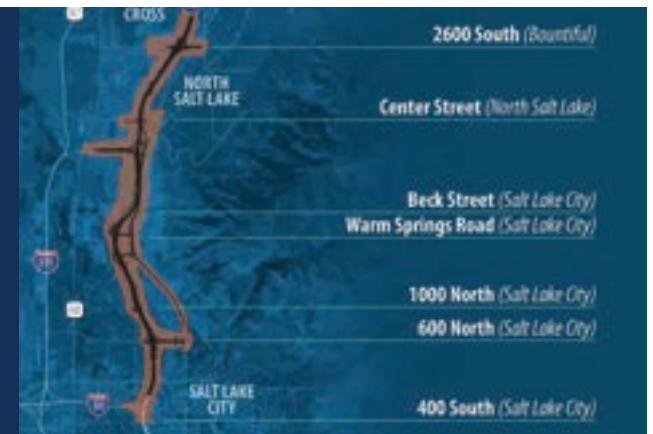 CROSS
2600 South (Bountiful)
NORTH
SALT LAKE
Center Street (North Salt Lake)
Beck Street (Salt Lake City)
Warm Springs Road (Salt Lake City)
1000 North (Salt Lake City)
600 North (Salt Lake City)
SALT LAKE
CITY
400 South (Salt Lake City)